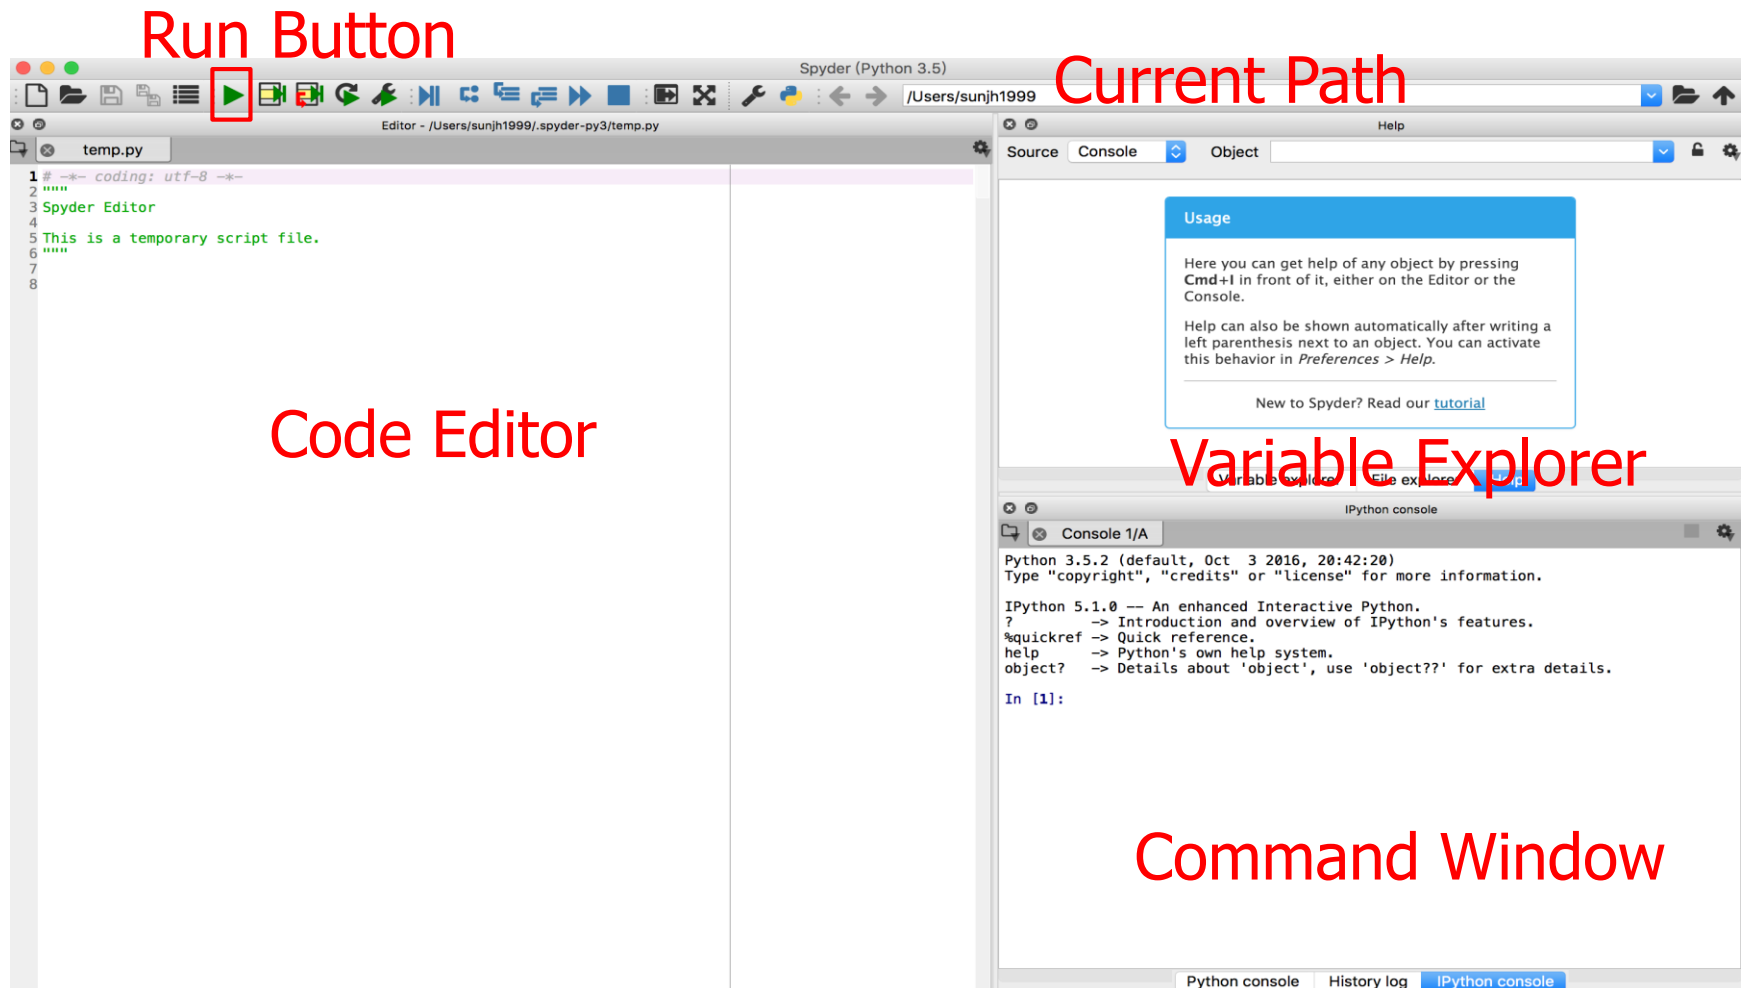 Run Button
Spyder (Python 3.5)
Current Path
/Users/sunjh1999
Editor - /Users/sunjh1999/.spyder-py3/temp.py
Help
temp.py
Source Console Object
1 # -*- coding: utf-8 -*-
2 """
3 Spyder Editor
4
5 This is a temporary script file.
6 """
7
8
Usage
Here you can get help of any object by pressing
Cmd+I in front of it, either on the Editor or the
Console.
Help can also be shown automatically after writing a
left parenthesis next to an object. You can activate
this behavior in Preferences > Help.
New to Spyder? Read our tutorial
Code Editor
Variable Explorer
Variable explorer File explorer Help
IPython console
Console 1/A
Python 3.5.2 (default, Oct  3 2016, 20:42:20)
Type "copyright", "credits" or "license" for more information.
IPython 5.1.0 -- An enhanced Interactive Python.
?         -> Introduction and overview of IPython's features.
%quickref -> Quick reference.
help      -> Python's own help system.
object?   -> Details about 'object', use 'object??' for extra details.
In [1]:
Command Window
Python console History log IPython console